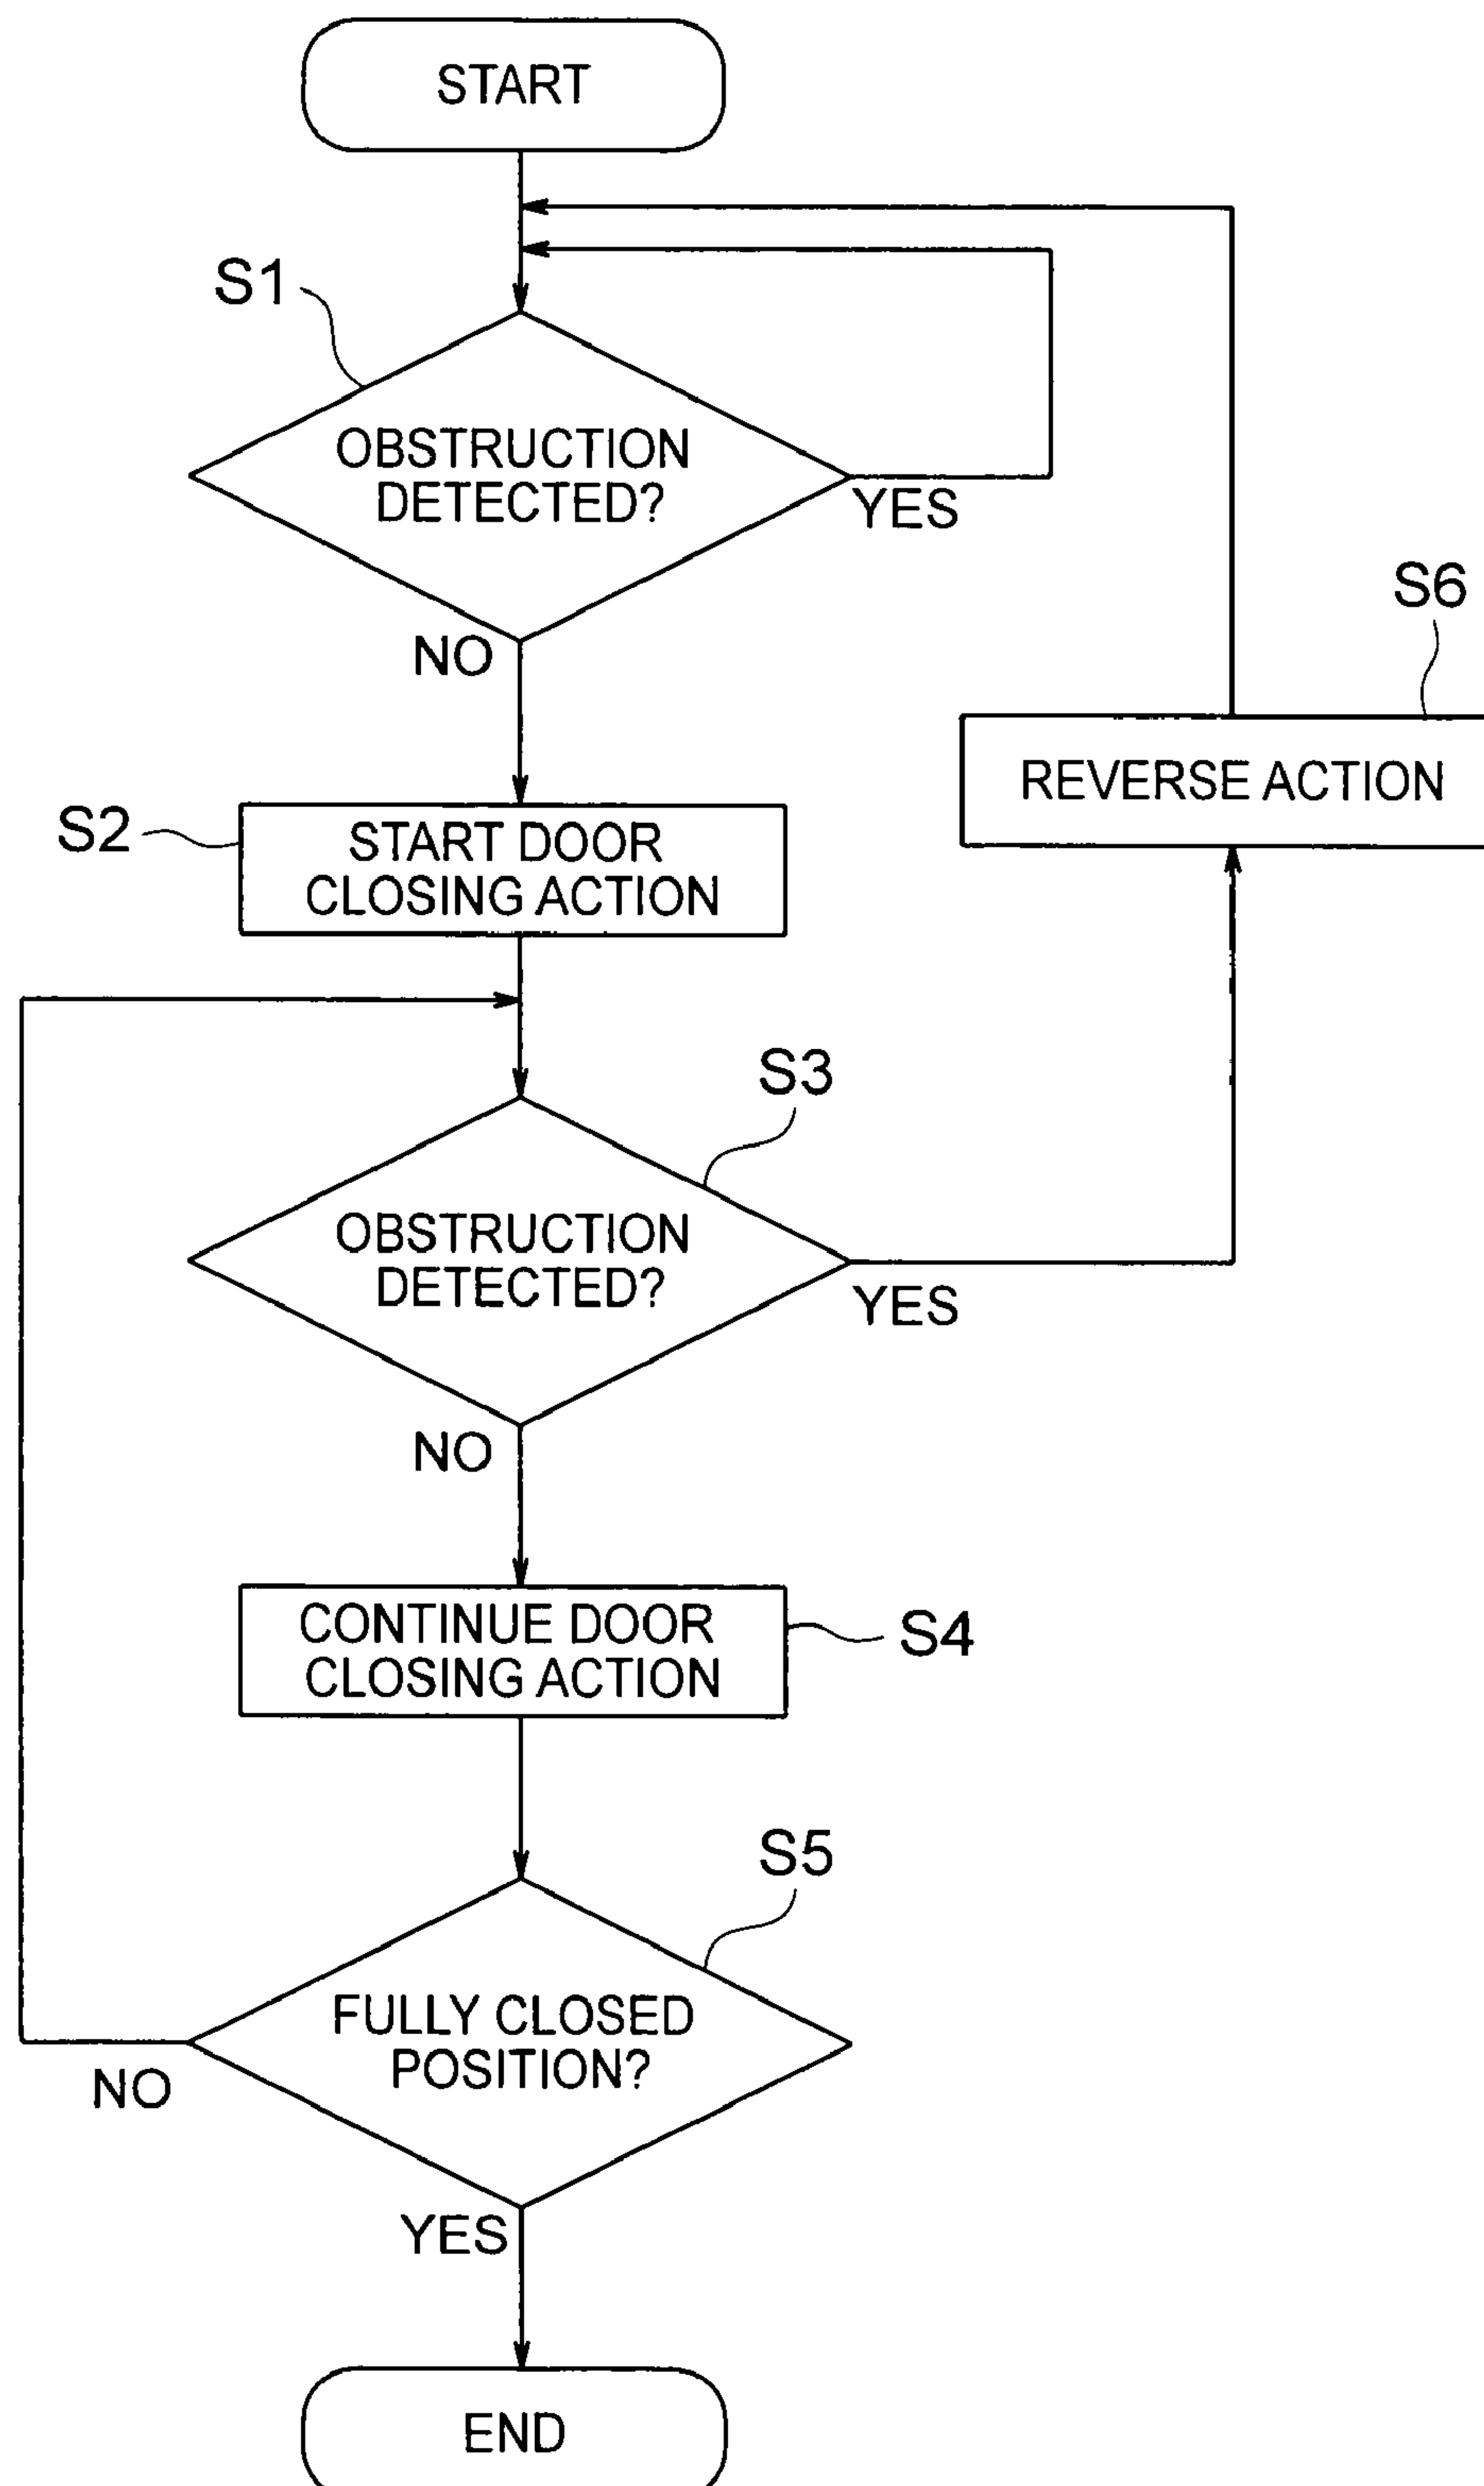 START
S1
OBSTRUCTION
DETECTED?
YES
NO
S6
REVERSE ACTION
S2
START DOOR
CLOSING ACTION
S3
OBSTRUCTION
DETECTED?
YES
NO
CONTINUE DOOR
CLOSING ACTION
S4
S5
FULLY CLOSED
POSITION?
NO
YES
END